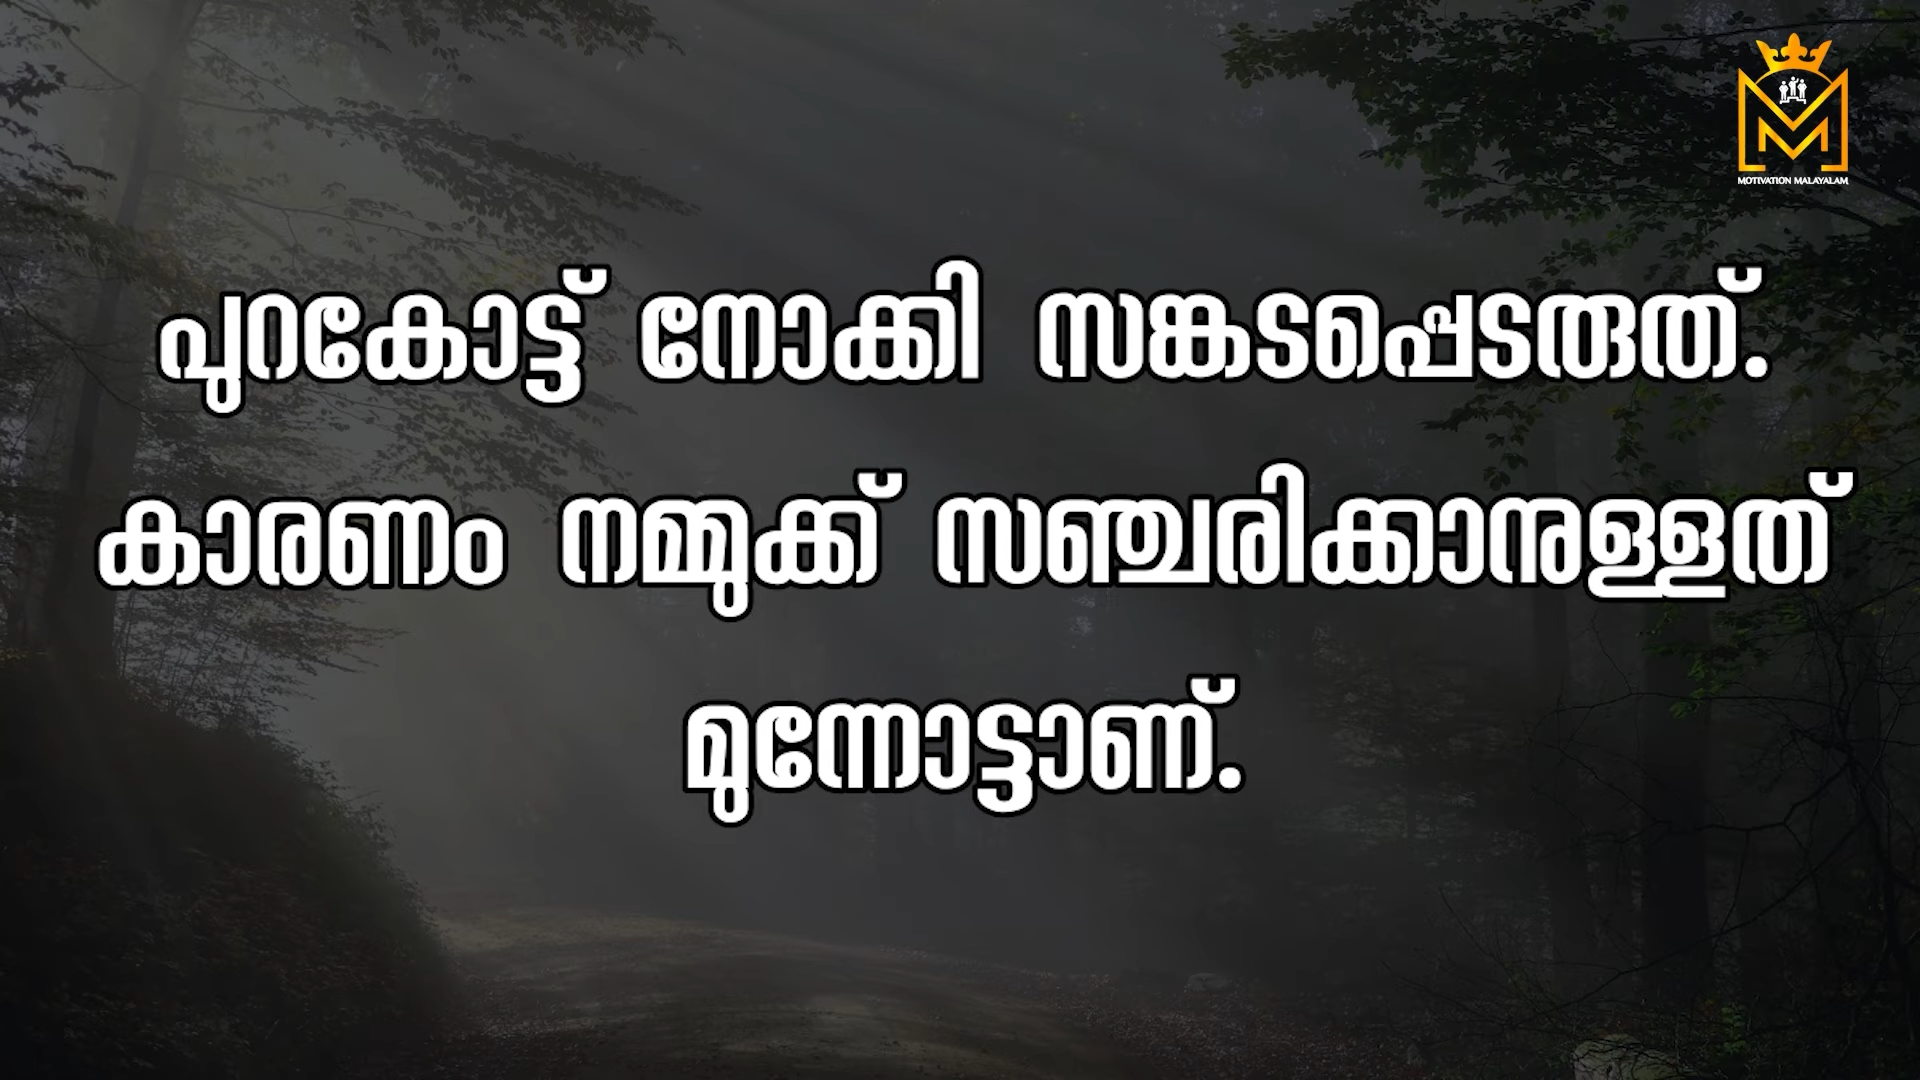 MOTIVATION MALAYALAM
പുറകോട്ട് നോക്കി സങ്കടപ്പെടരുത്.
കാരണം നമ്മുക്ക് സഞ്ചരിക്കാനുള്ളത്
മുന്നോട്ടാണ്.